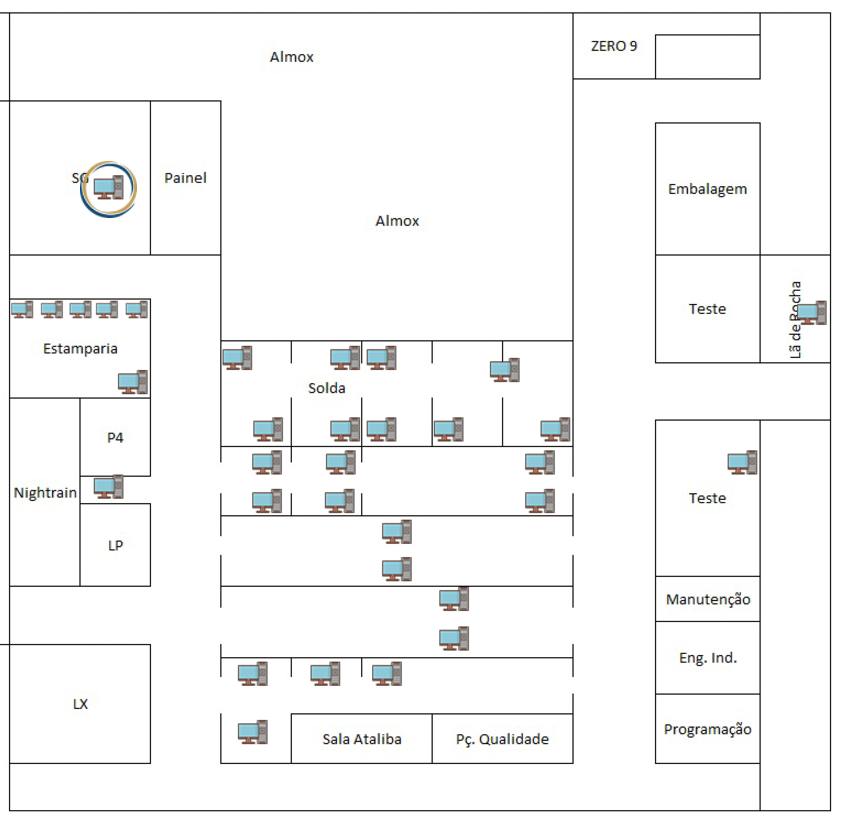 Almox
ZERO 9
SG
Painel
Embalagem
Almox
Teste
Lã de Rocha
Estamparia
Solda
P4
Nightrain
Teste
LP
Manutenção
Eng. Ind.
LX
Programação
Sala Ataliba
Pç. Qualidade